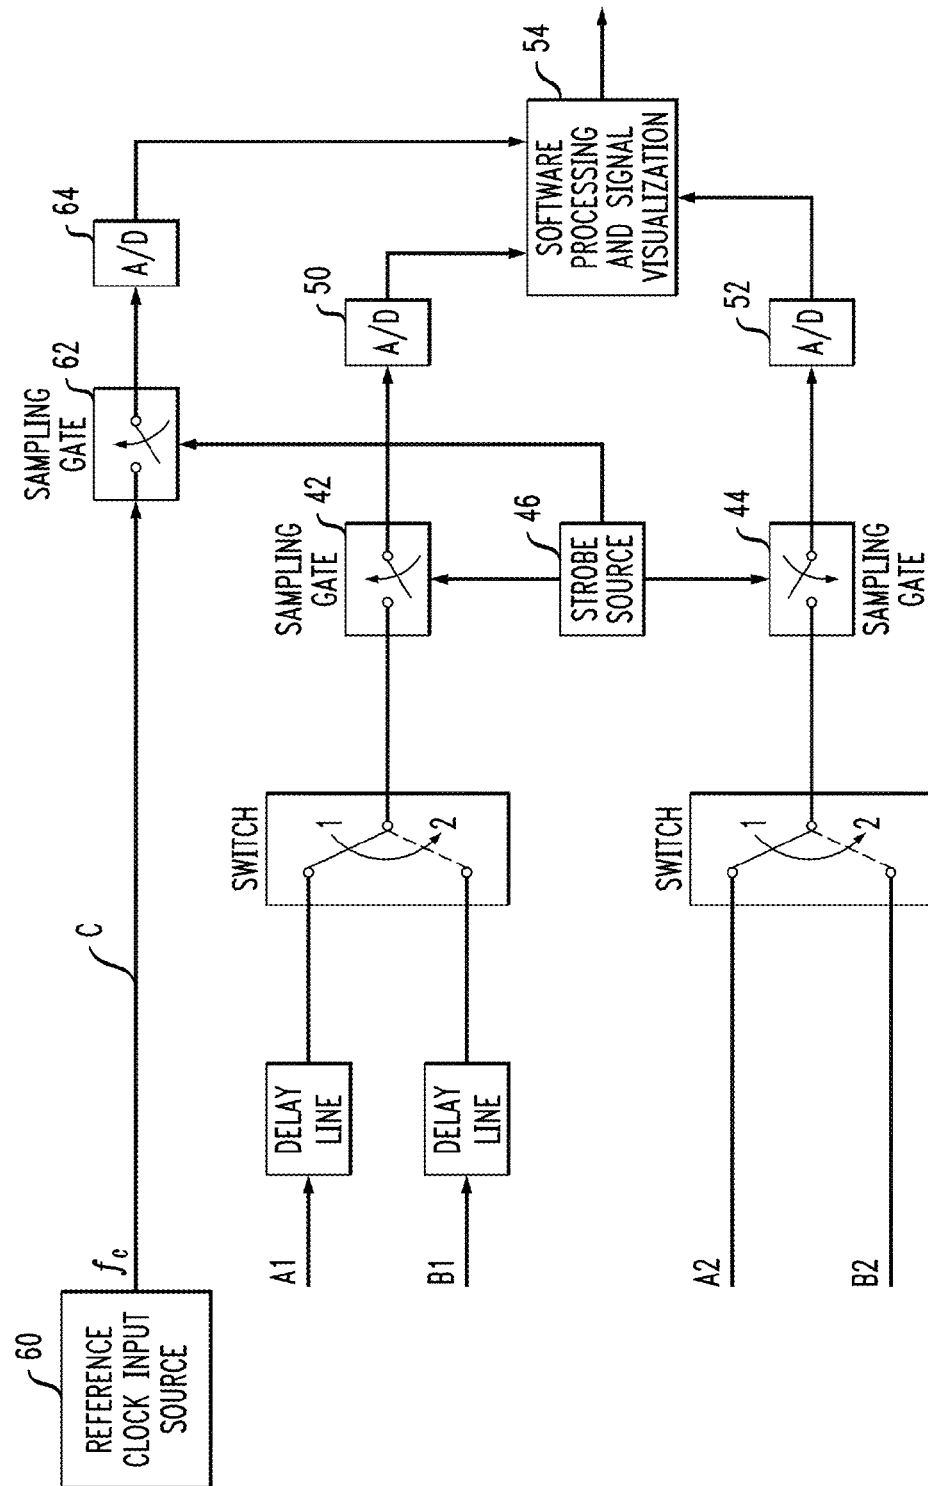 60
REFERENCE
CLOCK INPUT
SOURCE
fc
C
SAMPLING
GATE
62
64
A/D
A1
DELAY
LINE
B1
DELAY
LINE
SWITCH
1
2
SAMPLING
GATE
42
50
A/D
46
STROBE
SOURCE
54
SOFTWARE
PROCESSING
AND SIGNAL
VISUALIZATION
A2
B2
SWITCH
1
2
44
SAMPLING
GATE
52
A/D